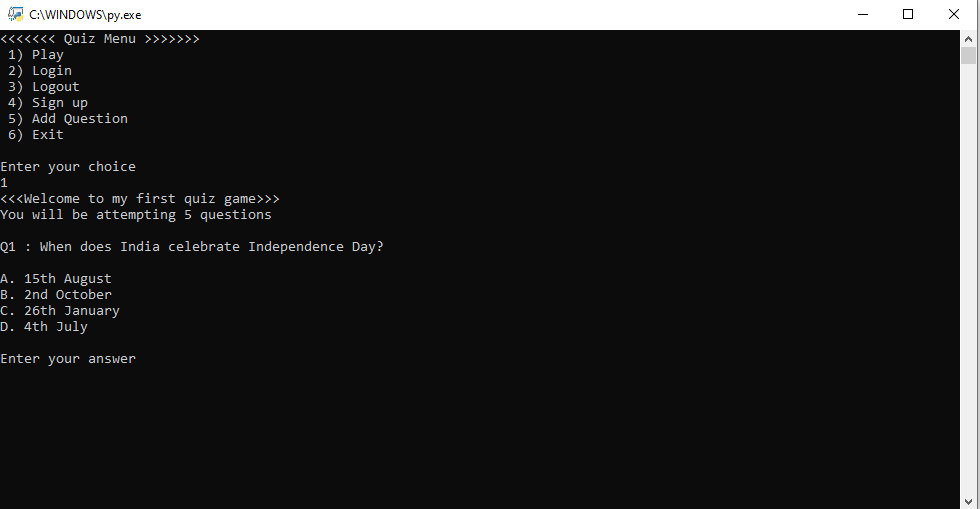 C:\WINDOWS\py.exe
<<<<<<< Quiz Menu >>>>>>>
1) Play
2) Login
3) Logout
4) Sign up
5) Add Question
6) Exit
Enter your choice
1
<<<Welcome to my first quiz game>>>
You will be attempting 5 questions
Q1 : When does India celebrate Independence Day?
A. 15th August
B. 2nd October
C. 26th January
D. 4th July
Enter your answer